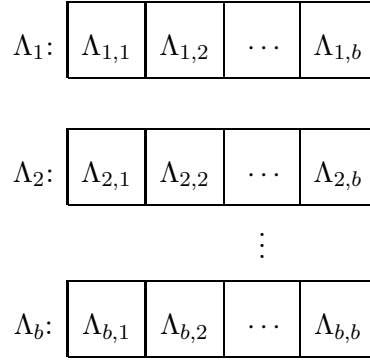 Λ₁: Λ₁,₁ Λ₁,₂ ⋯ Λ₁,b
Λ₂: Λ₂,₁ Λ₂,₂ ⋯ Λ₂,b
⋮
Λb: Λb,₁ Λb,₂ ⋯ Λb,b